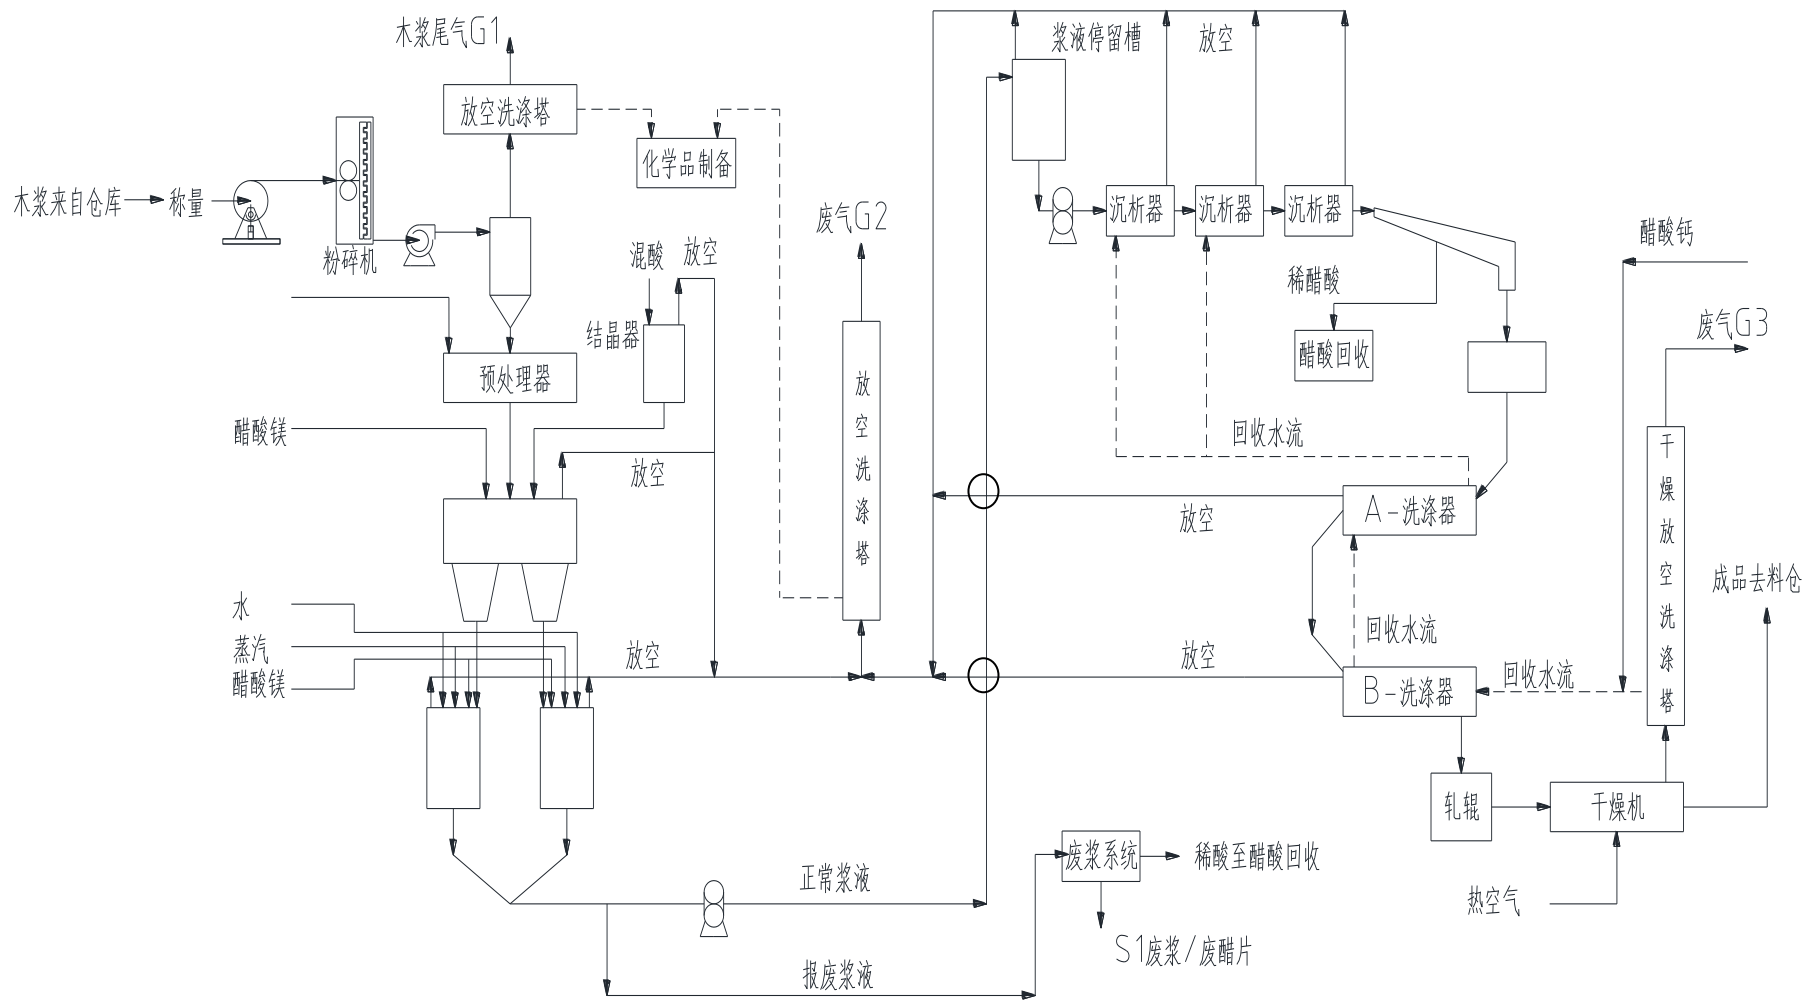 木浆尾气G1
放空洗涤塔
化学品制备
木浆来自仓库
称量
粉碎机
混酸
放空
结晶器
预处理器
醋酸镁
放空
水
蒸汽
醋酸镁
放空
废气G2
放空洗涤塔
浆液停留槽
放空
沉析器
沉析器
沉析器
稀醋酸
醋酸回收
回收水流
A-洗涤器
放空
回收水流
放空
B-洗涤器
回收水流
醋酸钙
废气G3
干燥放空洗涤塔
成品去料仓
轧辊
干燥机
热空气
正常浆液
报废浆液
废浆系统
稀酸至醋酸回收
S1废浆/废醋片